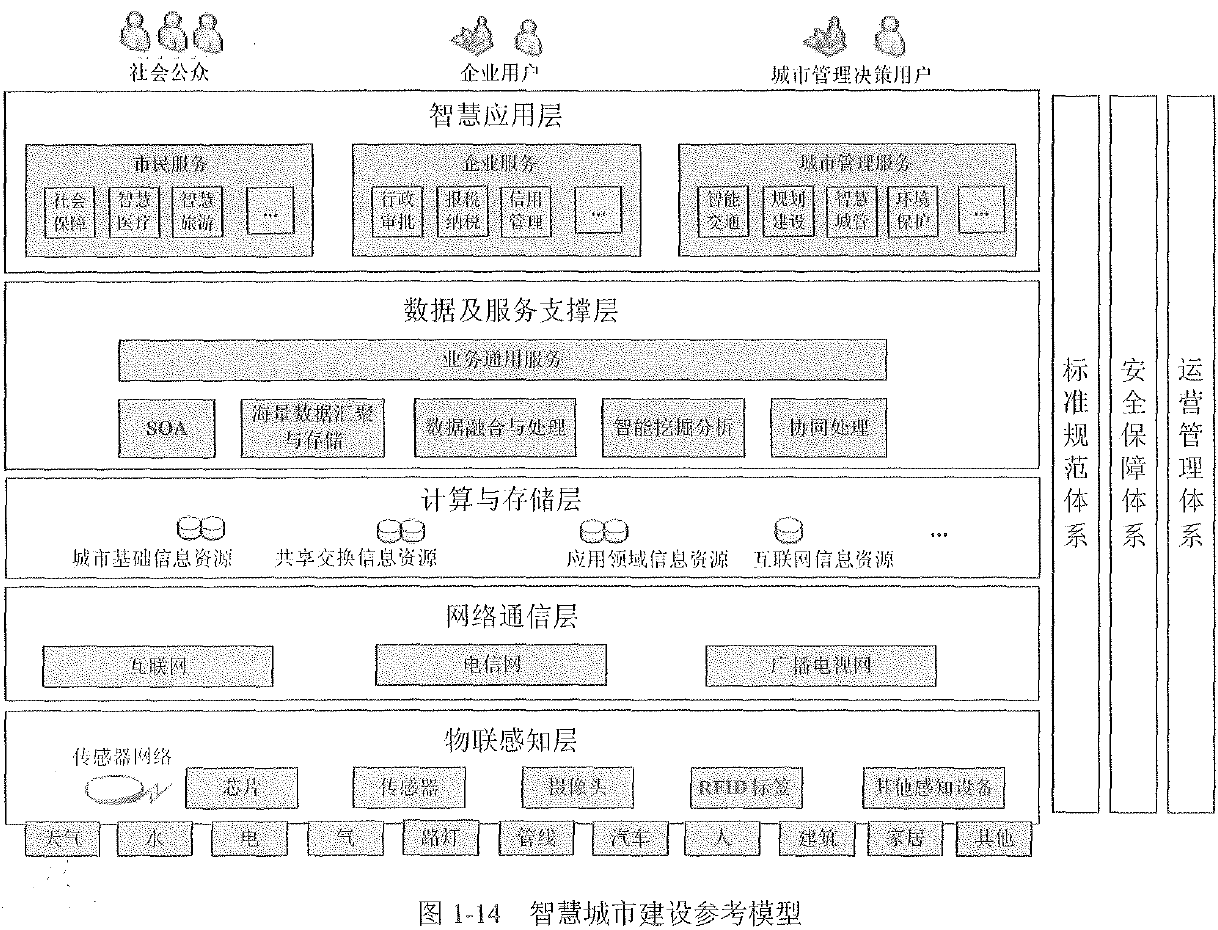 社会公众
企业用户
城市管理决策用户
智慧应用层
市民服务
企业服务
城市管理服务
社会
保障
智慧
医疗
智慧
旅游
...
行政
审批
报税
纳税
信用
管理
...
智能
交通
规划
建设
智慧
城管
环境
保护
...
数据及服务支撑层
业务通用服务
SOA
海量数据汇聚
与存储
数据融合与处理
智能挖掘分析
协同处理
计算与存储层
城市基础信息资源
共享交换信息资源
应用领域信息资源
互联网信息资源
...
网络通信层
互联网
电信网
广播电视网
物联感知层
传感器网络
芯片
传感器
摄像头
RFID标签
其他感知设备
天气
水
电
气
路灯
管线
汽车
人
建筑
家居
其他
标准规范体系
安全保障体系
运营管理体系
图 1-14 智慧城市建设参考模型